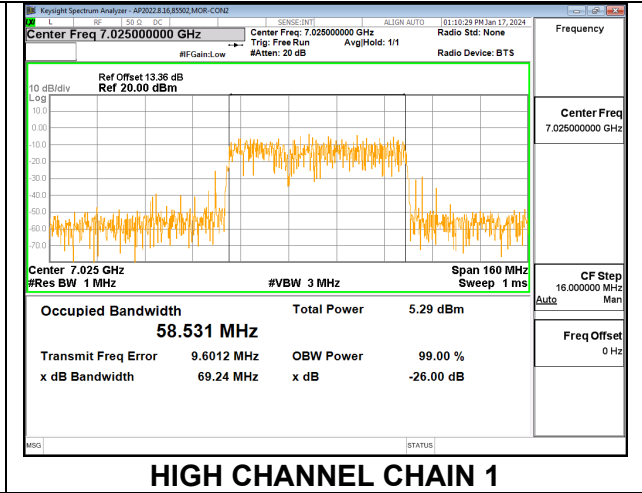 Keysight Spectrum Analyzer - AP2022.8.16,85502,MOR-CON2
L RF 50 Ω DC SENSE:INT ALIGN AUTO 01:10:29 PM Jan 17, 2024
Center Freq 7.025000000 GHz
Center Freq: 7.025000000 GHz
Radio Std: None
Trig: Free Run Avg|Hold: 1/1
#IFGain:Low #Atten: 20 dB Radio Device: BTS
Frequency
Ref Offset 13.36 dB
10 dB/div Ref 20.00 dBm
Log
10.0
0.00
-10.0
-20.0
-30.0
-40.0
-50.0
-60.0
-70.0
Center Freq
7.025000000 GHz
Center 7.025 GHz Span 160 MHz
#Res BW 1 MHz #VBW 3 MHz Sweep 1 ms
CF Step
16.000000 MHz
Auto Man
Occupied Bandwidth Total Power 5.29 dBm
58.531 MHz
Freq Offset
0 Hz
Transmit Freq Error 9.6012 MHz OBW Power 99.00 %
x dB Bandwidth 69.24 MHz x dB -26.00 dB
MSG STATUS
HIGH CHANNEL CHAIN 1